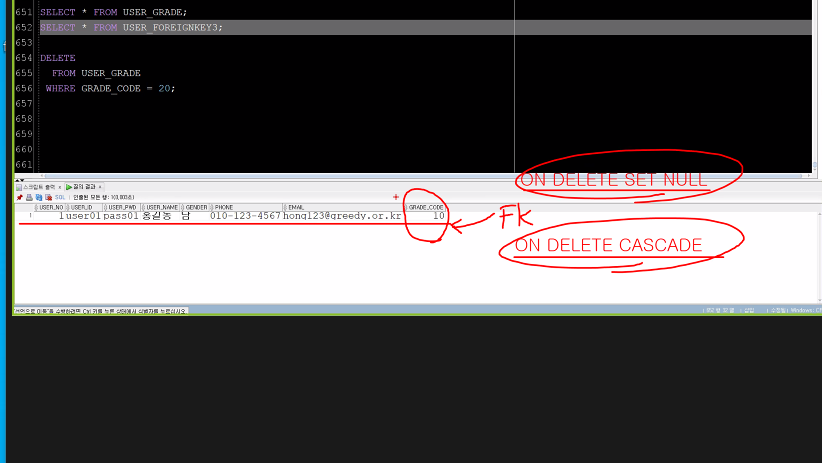 651 SELECT * FROM USER_GRADE;
652 SELECT * FROM USER_FOREIGNKEY3;
653
654 DELETE
655 FROM USER_GRADE
656 WHERE GRADE_CODE = 20;
657
658
659
660
661
ON DELETE SET NULL
스크립트 출력 × 질의 결과 ×
SQL | 인출된 모든 행: 1(0,003초)
USER_NO USER_ID USER_PWD USER_NAME GENDER PHONE EMAIL GRADE_CODE
1 1 user01 pass01 홍길동 남 010-123-4567 hong123@greedy.or.kr 10
FK
ON DELETE CASCADE